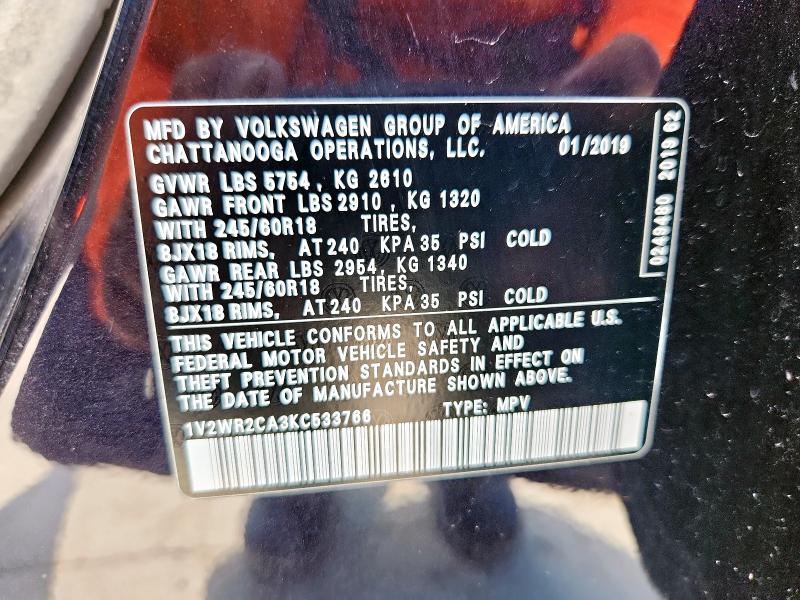 MFD BY VOLKSWAGEN GROUP OF AMERICA
CHATTANOOGA OPERATIONS, LLC. 01/2019
GVWR LBS 5754, KG 2610
GAWR FRONT LBS 2910, KG 1320
WITH 245/60R18 TIRES,
8JX18 RIMS, AT 240 KPA 35 PSI COLD
GAWR REAR LBS 2954, KG 1340
WITH 245/60R18 TIRES,
8JX18 RIMS, AT 240 KPA 35 PSI COLD
THIS VEHICLE CONFORMS TO ALL APPLICABLE U.S.
FEDERAL MOTOR VEHICLE SAFETY AND
THEFT PREVENTION STANDARDS IN EFFECT ON
THE DATE OF MANUFACTURE SHOWN ABOVE.
1V2WR2CA3KC533766 TYPE: MPV
0249480 2019 02